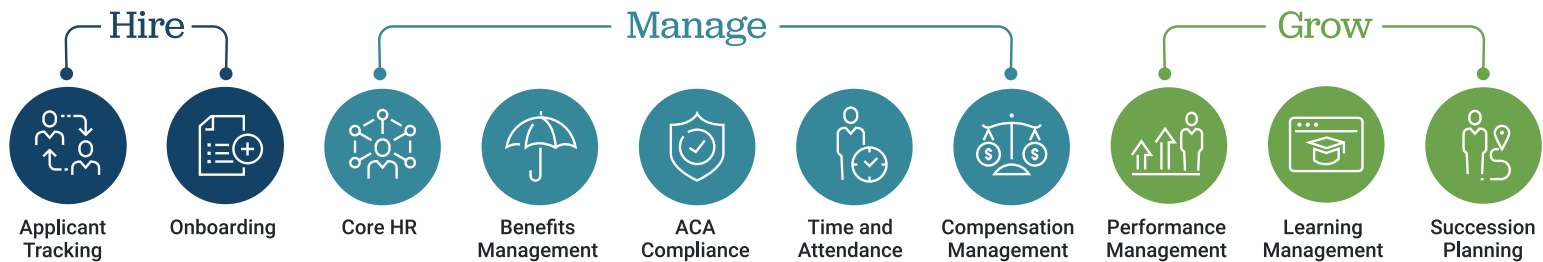 Hire
Manage
Grow
Applicant
Tracking
Onboarding
Core HR
Benefits
Management
ACA
Compliance
Time and
Attendance
Compensation
Management
Performance
Management
Learning
Management
Succession
Planning
$
$